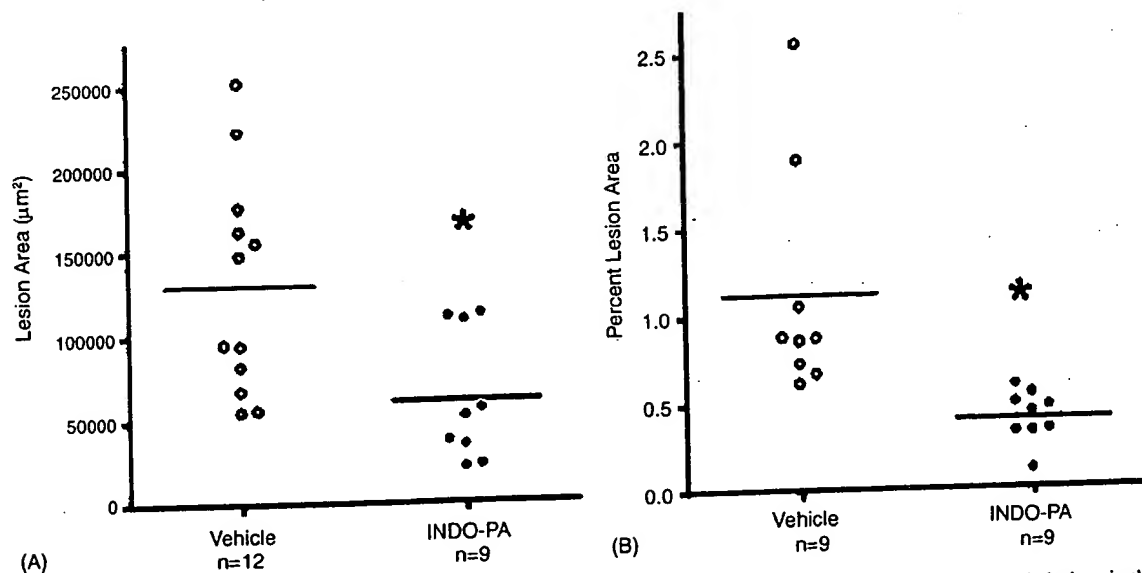 250000
200000
150000
100000
50000
0
Lesion Area (μm²)
*
Vehicle
n=12
INDO-PA
n=9
(A)
2.5
2.0
1.5
1.0
0.5
0.0
Percent Lesion Area
*
Vehicle
n=9
INDO-PA
n=9
(B)